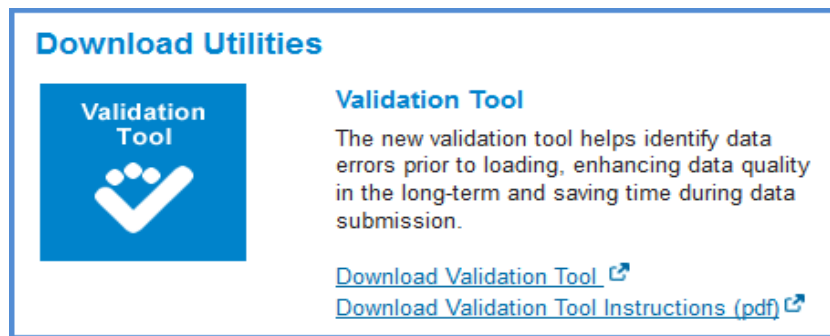 Download Utilities
Validation
Tool
Validation Tool
The new validation tool helps identify data
errors prior to loading, enhancing data quality
in the long-term and saving time during data
submission.
Download Validation Tool
Download Validation Tool Instructions (pdf)